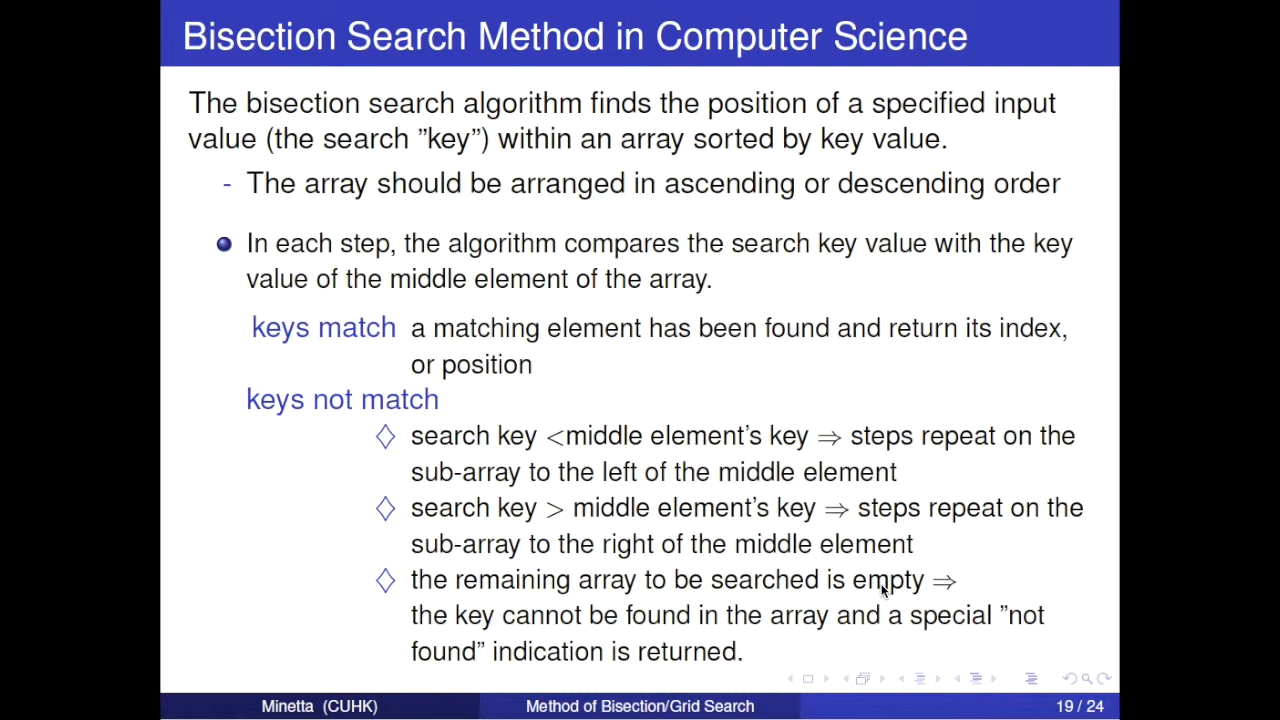 Bisection Search Method in Computer Science
The bisection search algorithm finds the position of a specified input
value (the search ”key”) within an array sorted by key value.
- The array should be arranged in ascending or descending order
In each step, the algorithm compares the search key value with the key
value of the middle element of the array.
keys match a matching element has been found and return its index,
or position
keys not match
search key <middle element's key ⇒ steps repeat on the
sub-array to the left of the middle element
search key > middle element's key ⇒ steps repeat on the
sub-array to the right of the middle element
the remaining array to be searched is empty ⇒
the key cannot be found in the array and a special ”not
found” indication is returned.
Minetta (CUHK) Method of Bisection/Grid Search 19 / 24